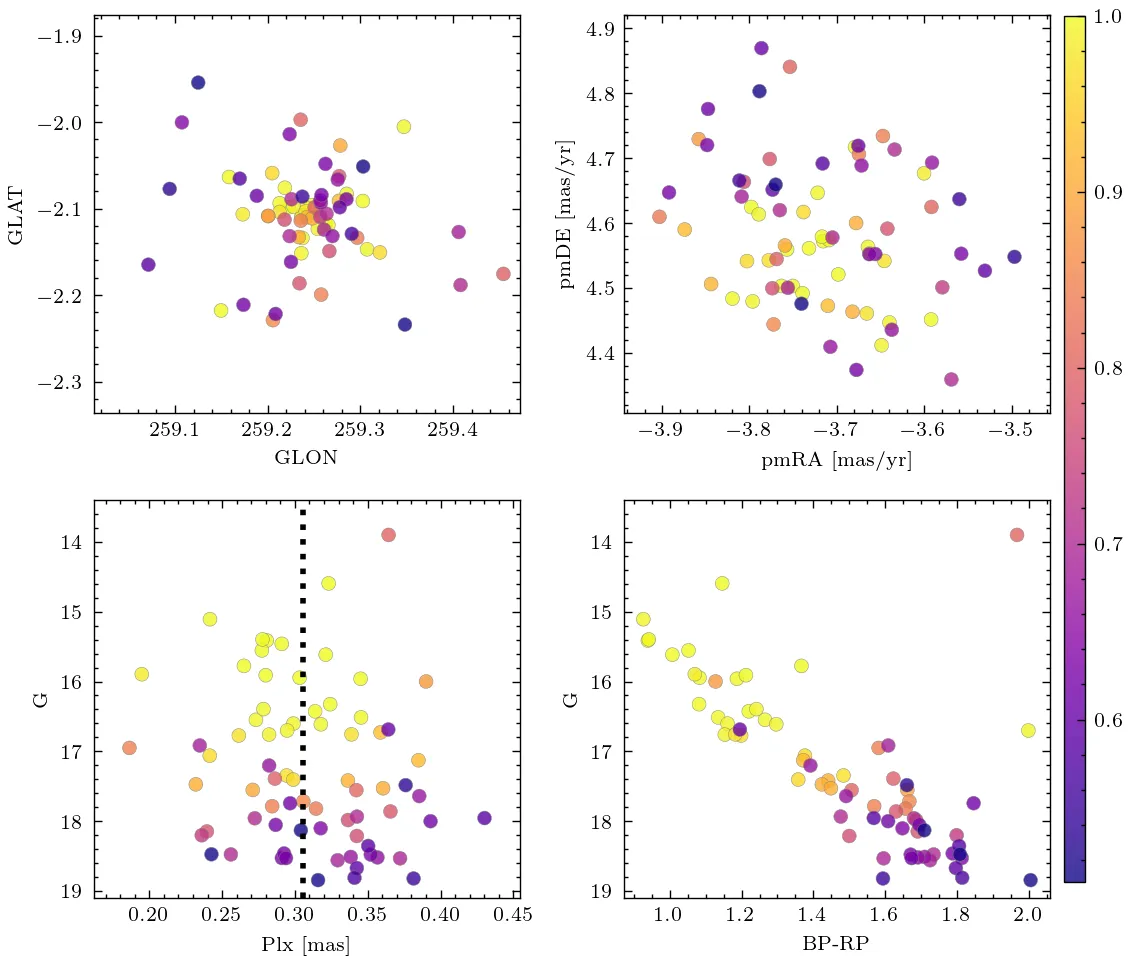 −1.9
−2.0
−2.1
−2.2
−2.3
GLAT
259.1 259.2 259.3 259.4
GLON
4.9
4.8
4.7
4.6
4.5
4.4
pmDE [mas/yr]
−3.9 −3.8 −3.7 −3.6 −3.5
pmRA [mas/yr]
14
15
16
17
18
19
G
0.20 0.25 0.30 0.35 0.40 0.45
Plx [mas]
14
15
16
17
18
19
G
1.0 1.2 1.4 1.6 1.8 2.0
BP-RP
1.0
0.9
0.8
0.7
0.6